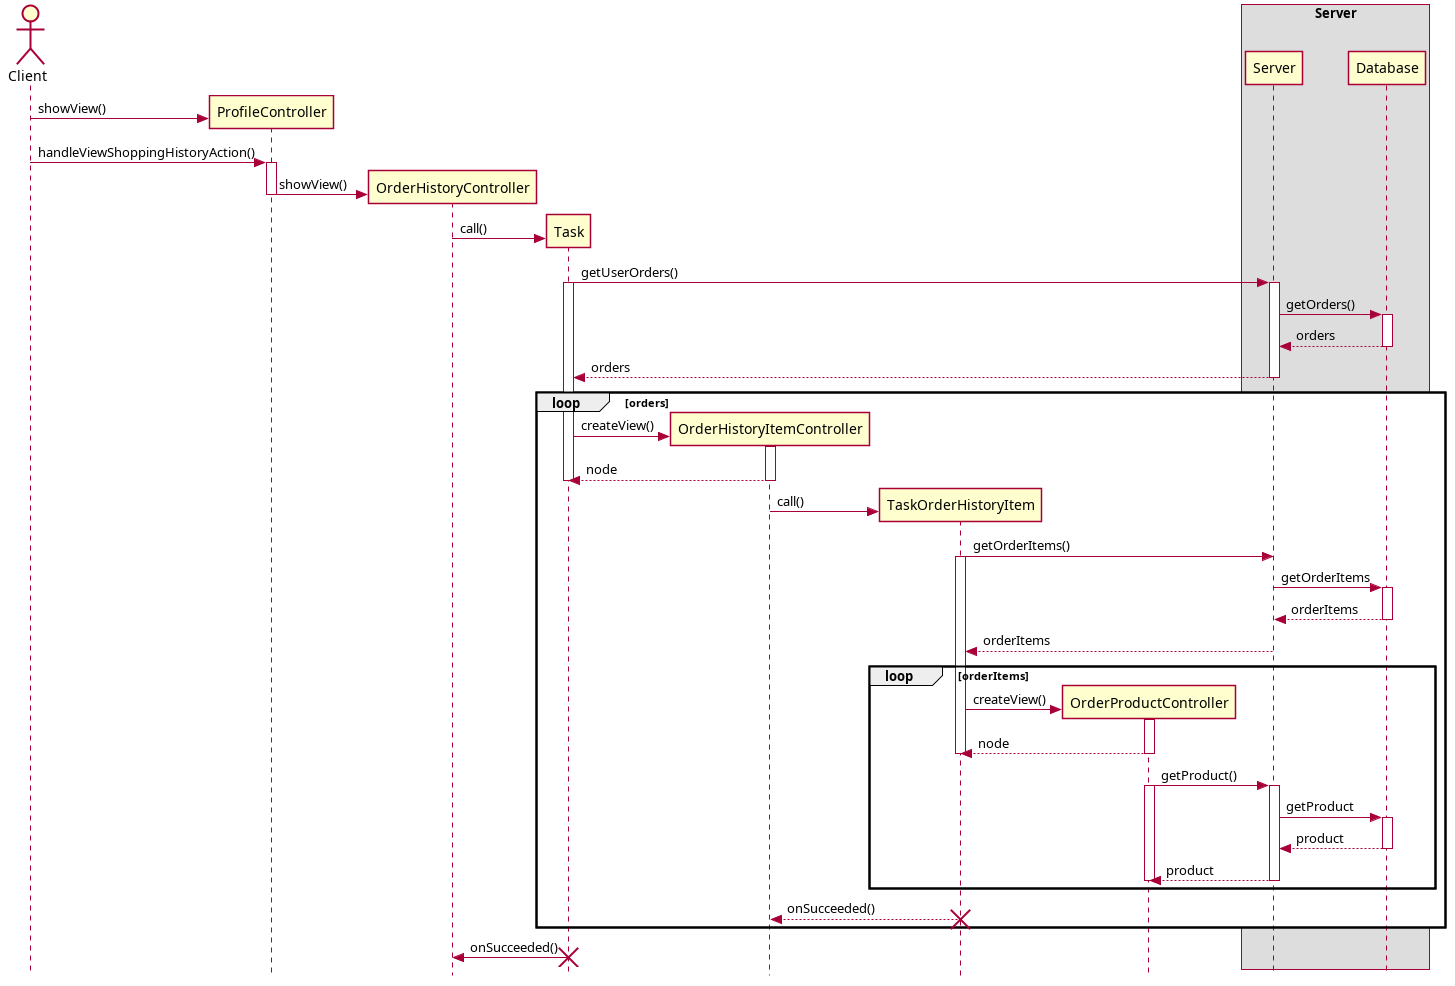 Server
Client
Server
Database
showView()
ProfileController
handleViewShoppingHistoryAction()
showView()
OrderHistoryController
call()
Task
getUserOrders()
getOrders()
orders
orders
loop
[orders]
createView()
OrderHistoryItemController
node
call()
TaskOrderHistoryItem
getOrderItems()
getOrderItems
orderItems
orderItems
loop
[orderItems]
createView()
OrderProductController
node
getProduct()
getProduct
product
product
onSucceeded()
onSucceeded()